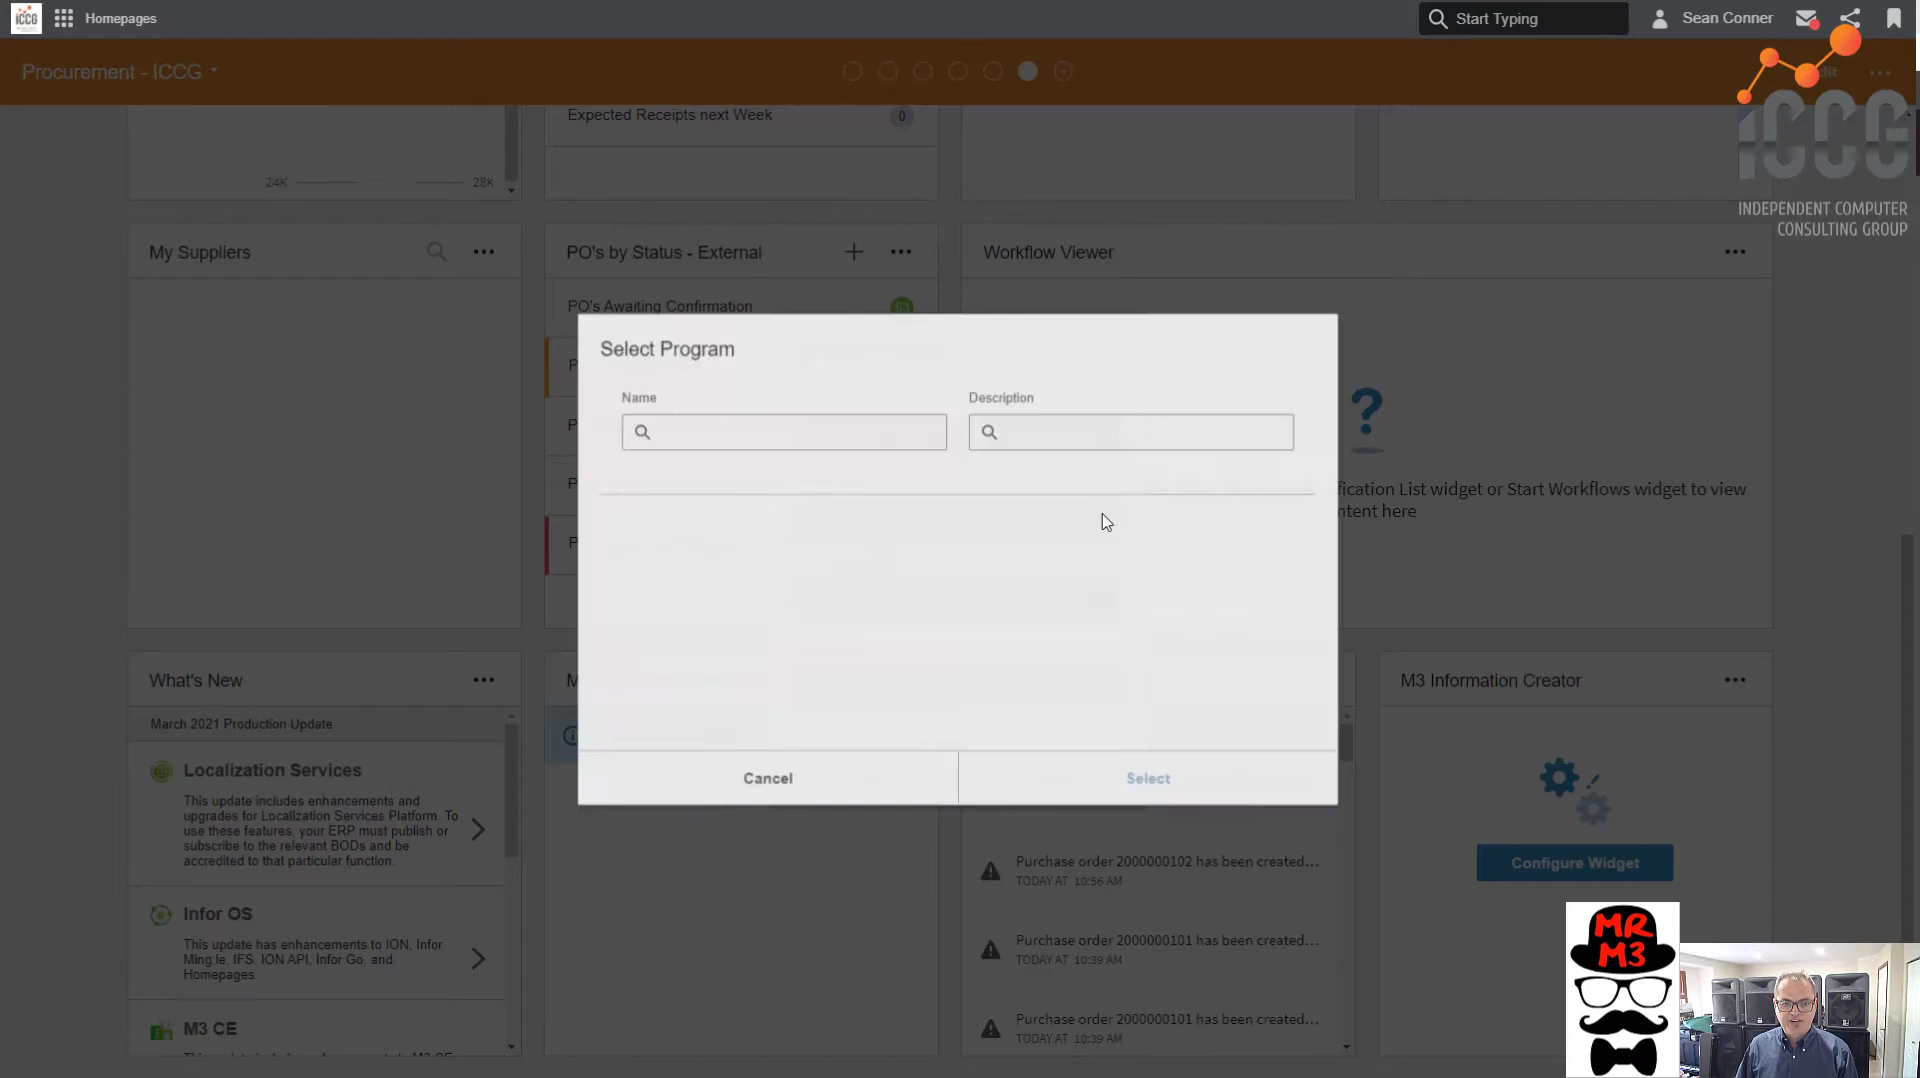 ICCG
Homepages
Start Typing
Sean Conner
Procurement - ICCG
ICCG
INDEPENDENT COMPUTER
CONSULTING GROUP
Expected Receipts next Week
0
24K
28K
My Suppliers
PO's by Status - External
Workflow Viewer
PO's Awaiting Confirmation
63
P
P
P
P
Select Program
Name
Description
fication List widget or Start Workflows widget to view
ntent here
Cancel
Select
What's New
M
M3 Information Creator
March 2021 Production Update
Localization Services
This update includes enhancements and
upgrades for Localization Services Platform. To
use these features, your ERP must publish or
subscribe to the relevant BODs and be
accredited to that particular function.
Infor OS
This update has enhancements to ION, Infor
Ming.le, IFS, ION API, Infor Go, and
Homepages.
M3 CE
Purchase order 2000000102 has been created...
TODAY AT 10:56 AM
Purchase order 2000000101 has been created...
TODAY AT 10:39 AM
Purchase order 2000000101 has been created...
TODAY AT 10:39 AM
Configure Widget
MR
M3